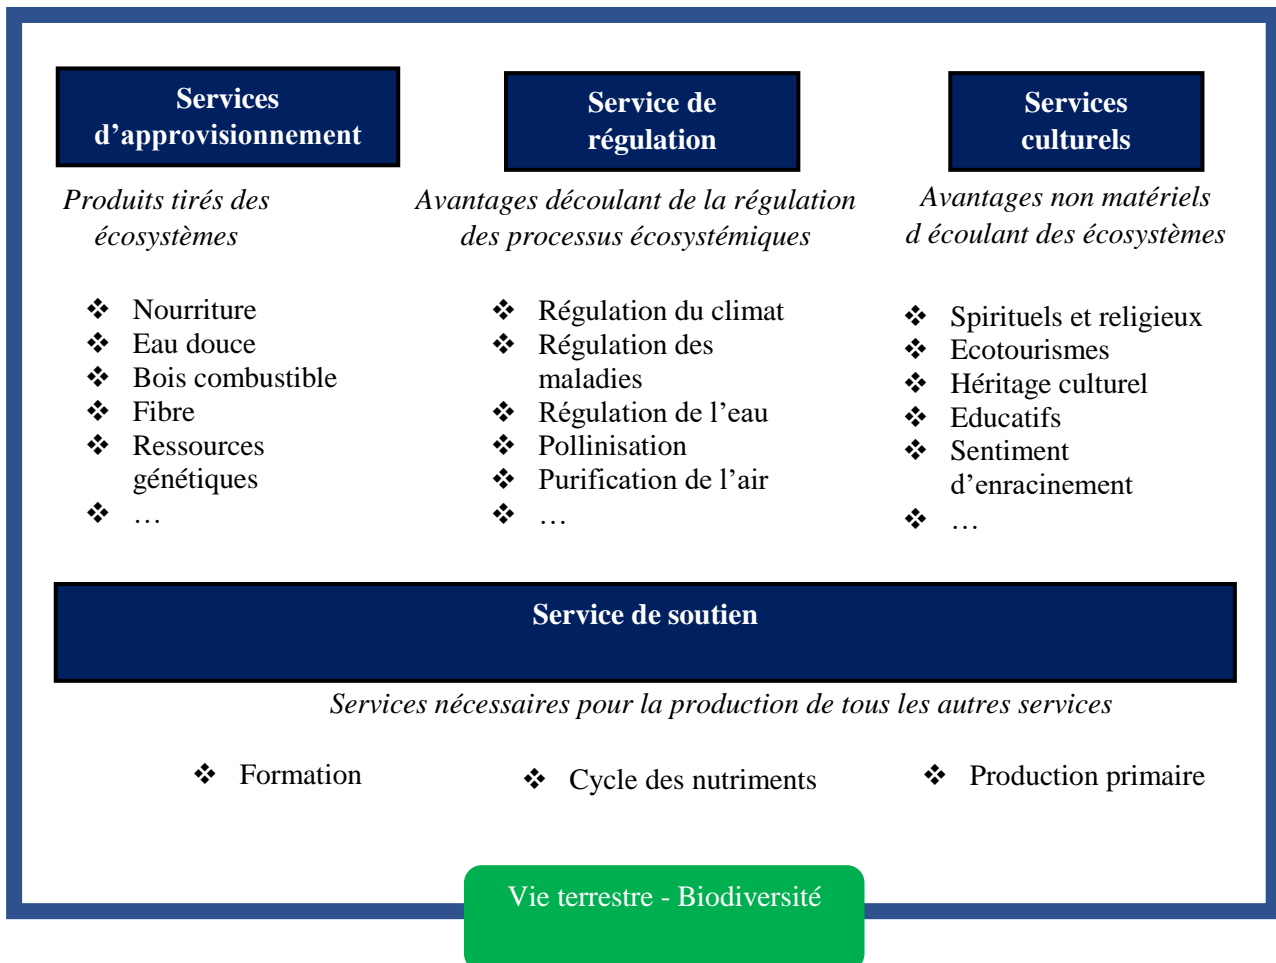 Services
d’approvisionnement
Produits tirés des
écosystèmes
❖ Nourriture
❖ Eau douce
❖ Bois combustible
❖ Fibre
❖ Ressources
génétiques
❖ …
Service de
régulation
Avantages découlant de la régulation
des processus écosystémiques
❖ Régulation du climat
❖ Régulation des
maladies
❖ Régulation de l’eau
❖ Pollinisation
❖ Purification de l’air
❖ …
Services
culturels
Avantages non matériels
d écoulant des écosystèmes
❖ Spirituels et religieux
❖ Ecotourismes
❖ Héritage culturel
❖ Educatifs
❖ Sentiment
d’enracinement
❖ …
Service de soutien
Services nécessaires pour la production de tous les autres services
❖ Formation
❖ Cycle des nutriments
❖ Production primaire
Vie terrestre - Biodiversité